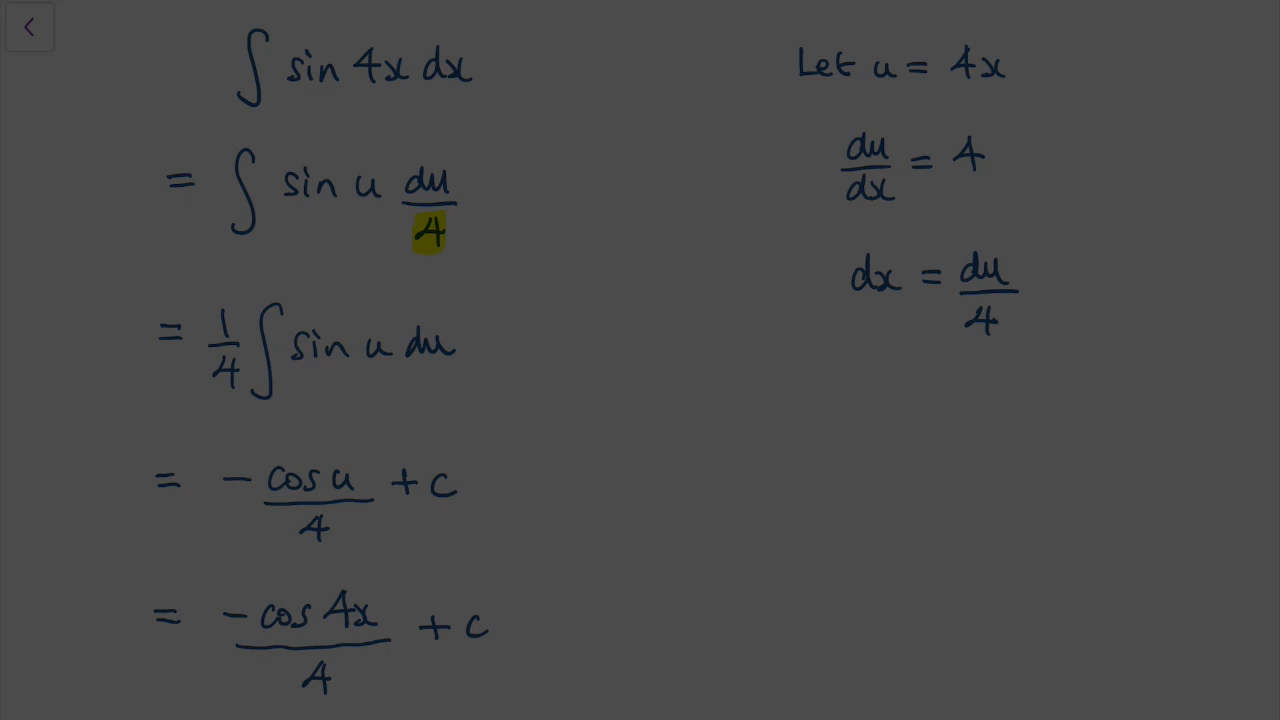 ∫ sin 4x dx
= ∫ sin u du/4
= 1/4 ∫ sin u du
= - cos u/4 + c
= - cos 4x/4 + c
Let u = 4x
du/dx = 4
dx = du/4